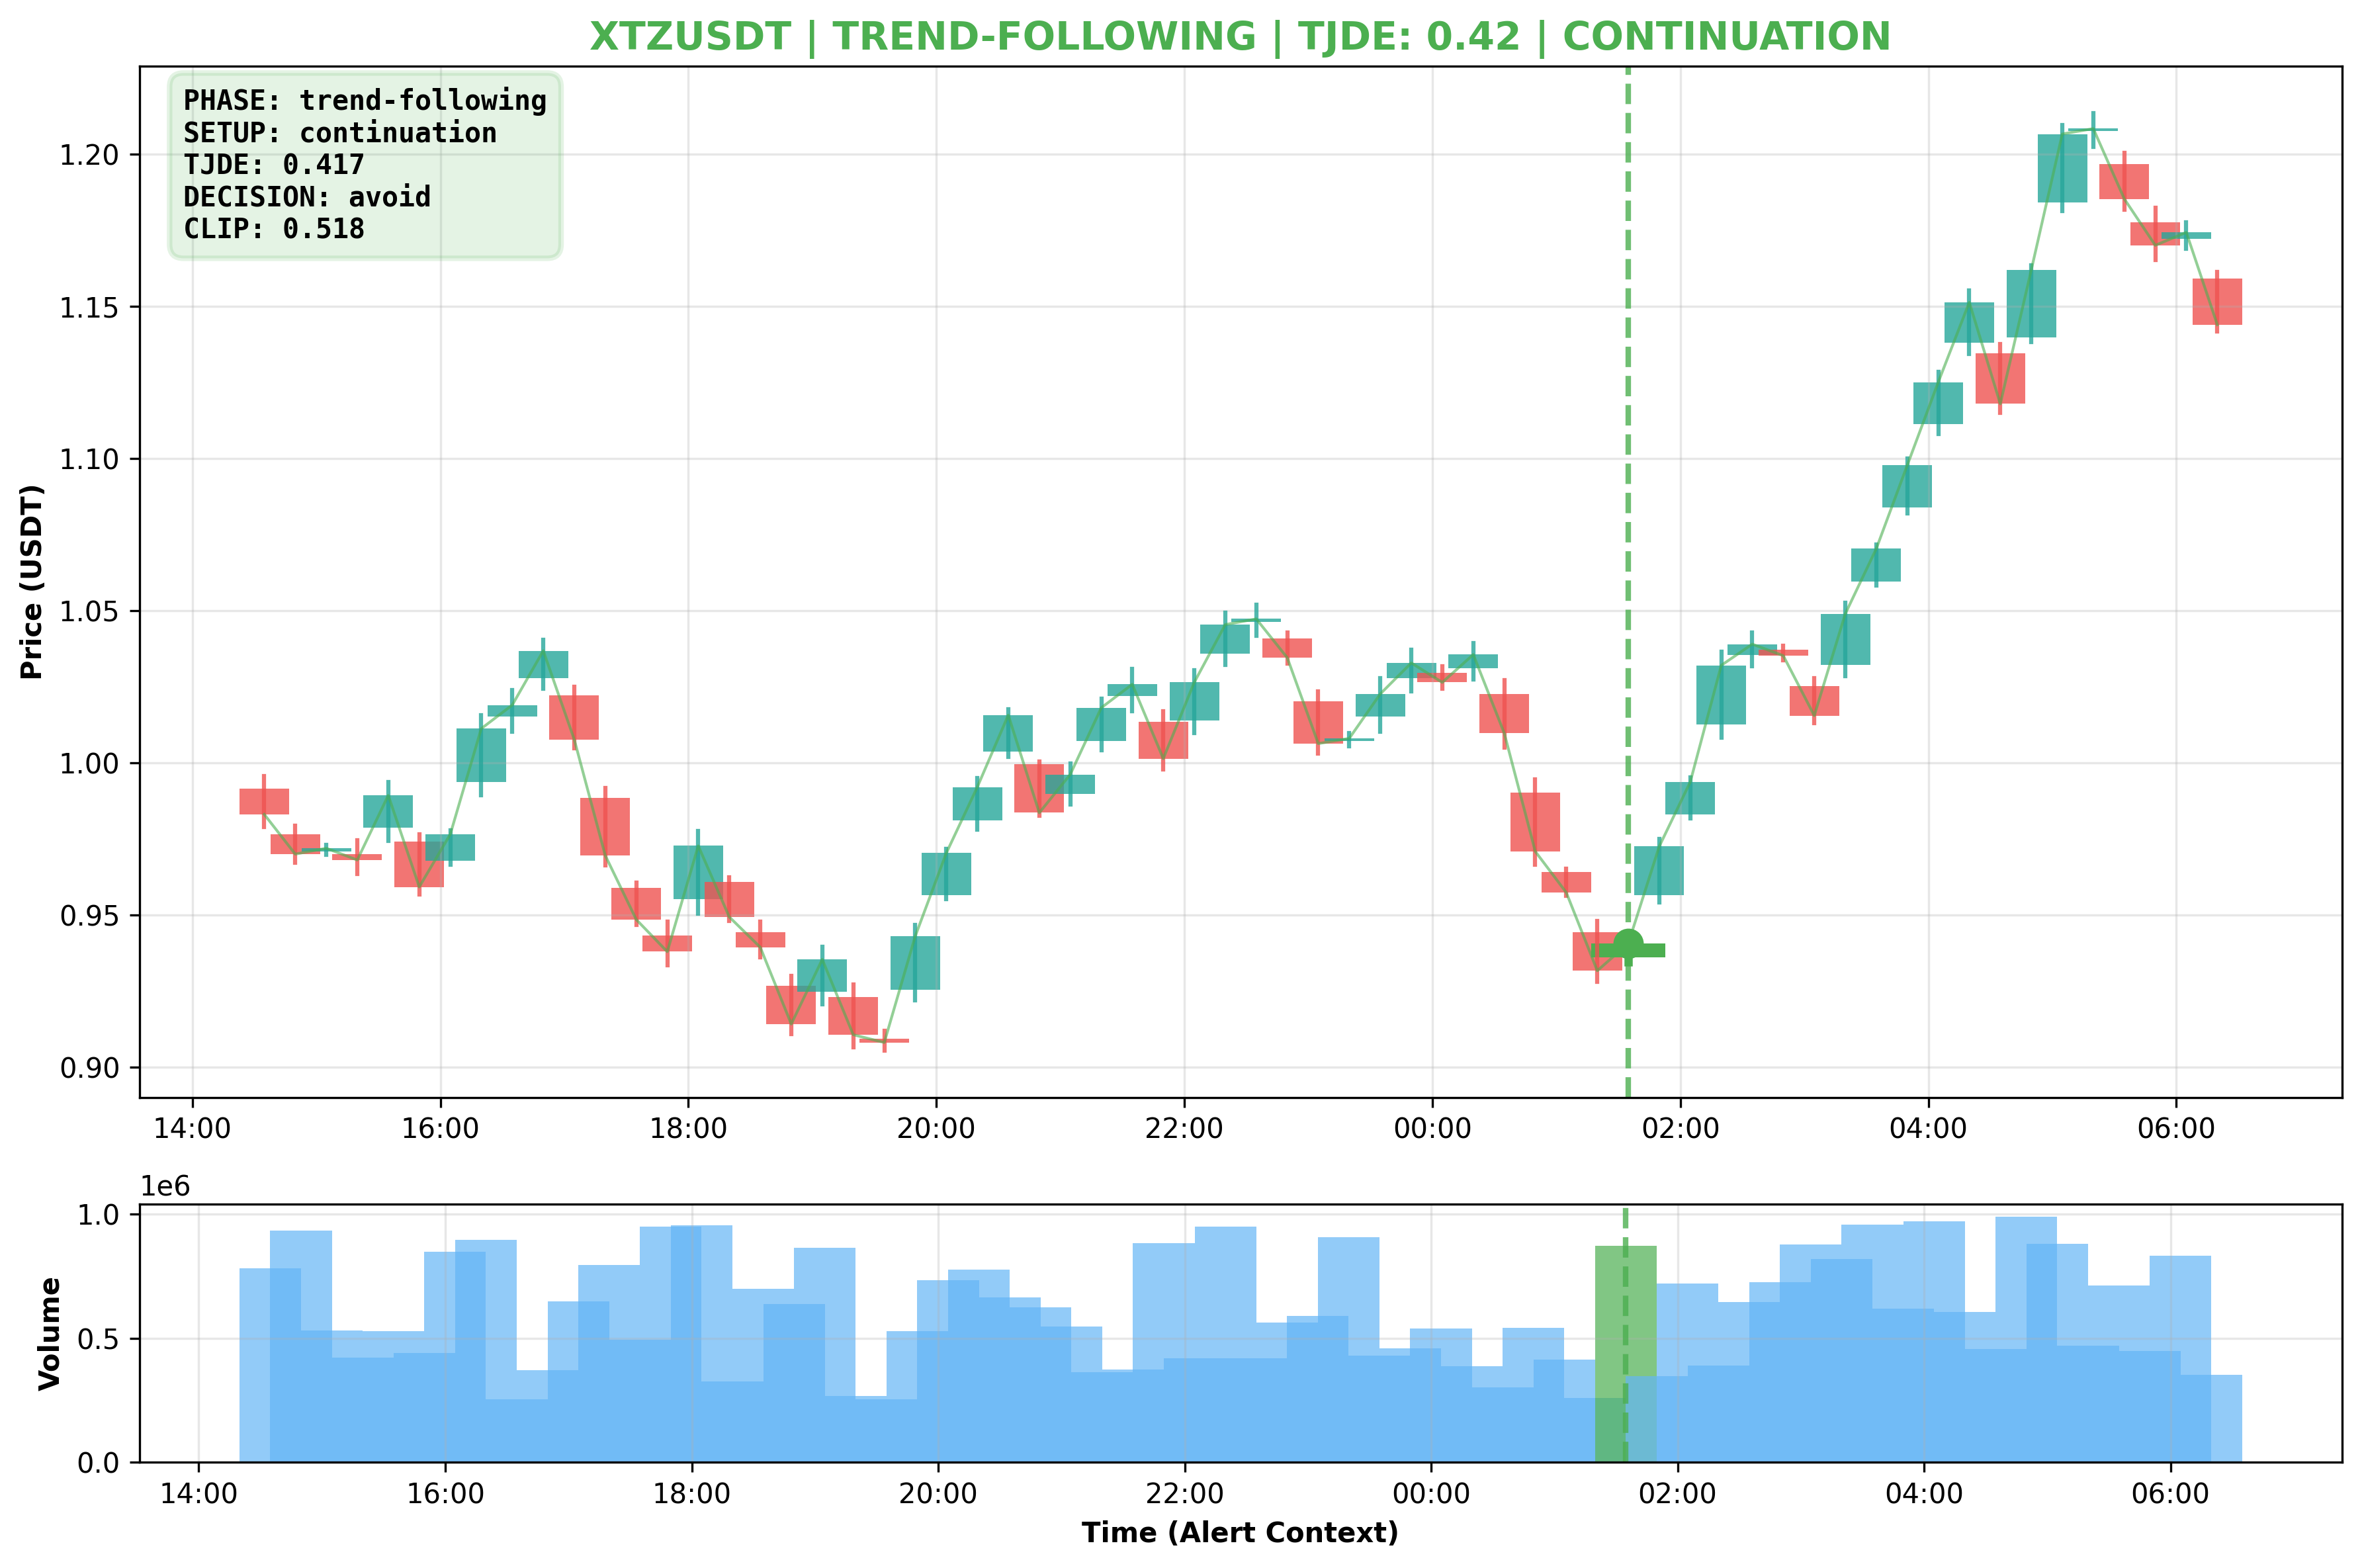 XTZUSDT | TREND-FOLLOWING | TJDE: 0.42 | CONTINUATION
PHASE: trend-following
SETUP: continuation
TJDE: 0.417
DECISION: avoid
CLIP: 0.518
Price (USDT)
1.20
1.15
1.10
1.05
1.00
0.95
0.90
14:00 16:00 18:00 20:00 22:00 00:00 02:00 04:00 06:00
1e6
Volume
1.0
0.5
0.0
14:00 16:00 18:00 20:00 22:00 00:00 02:00 04:00 06:00
Time (Alert Context)